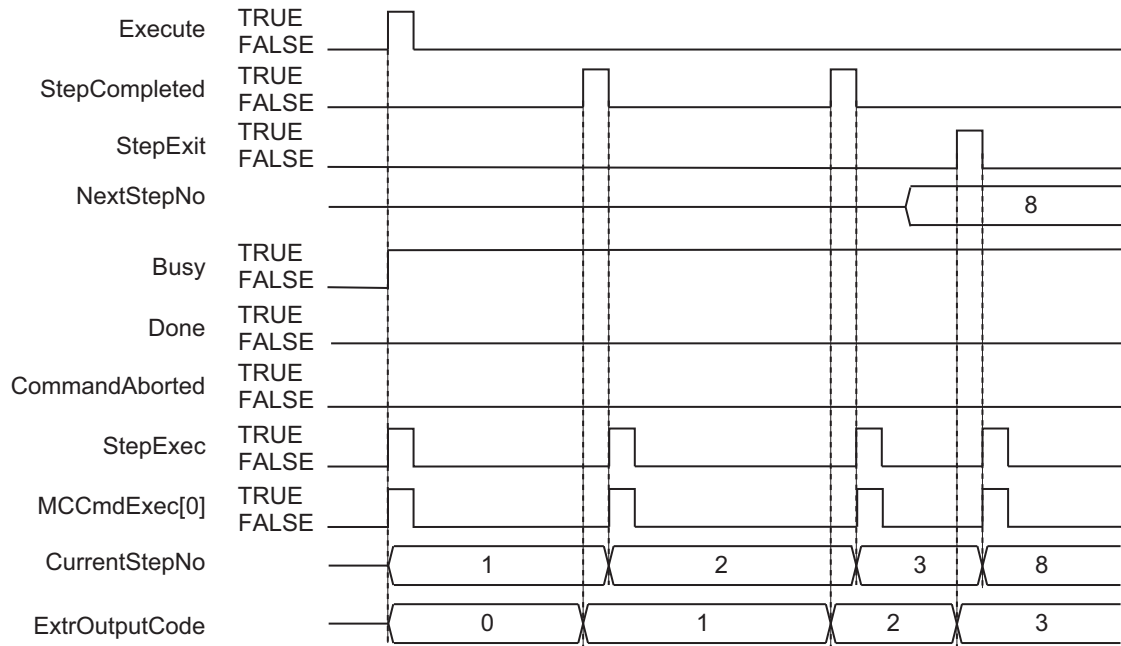 Execute TRUE
FALSE
StepCompleted TRUE
FALSE
StepExit TRUE
FALSE
NextStepNo 8
Busy TRUE
FALSE
Done TRUE
FALSE
CommandAborted TRUE
FALSE
StepExec TRUE
FALSE
MCCmdExec[0] TRUE
FALSE
CurrentStepNo 1 2 3 8
ExtrOutputCode 0 1 2 3